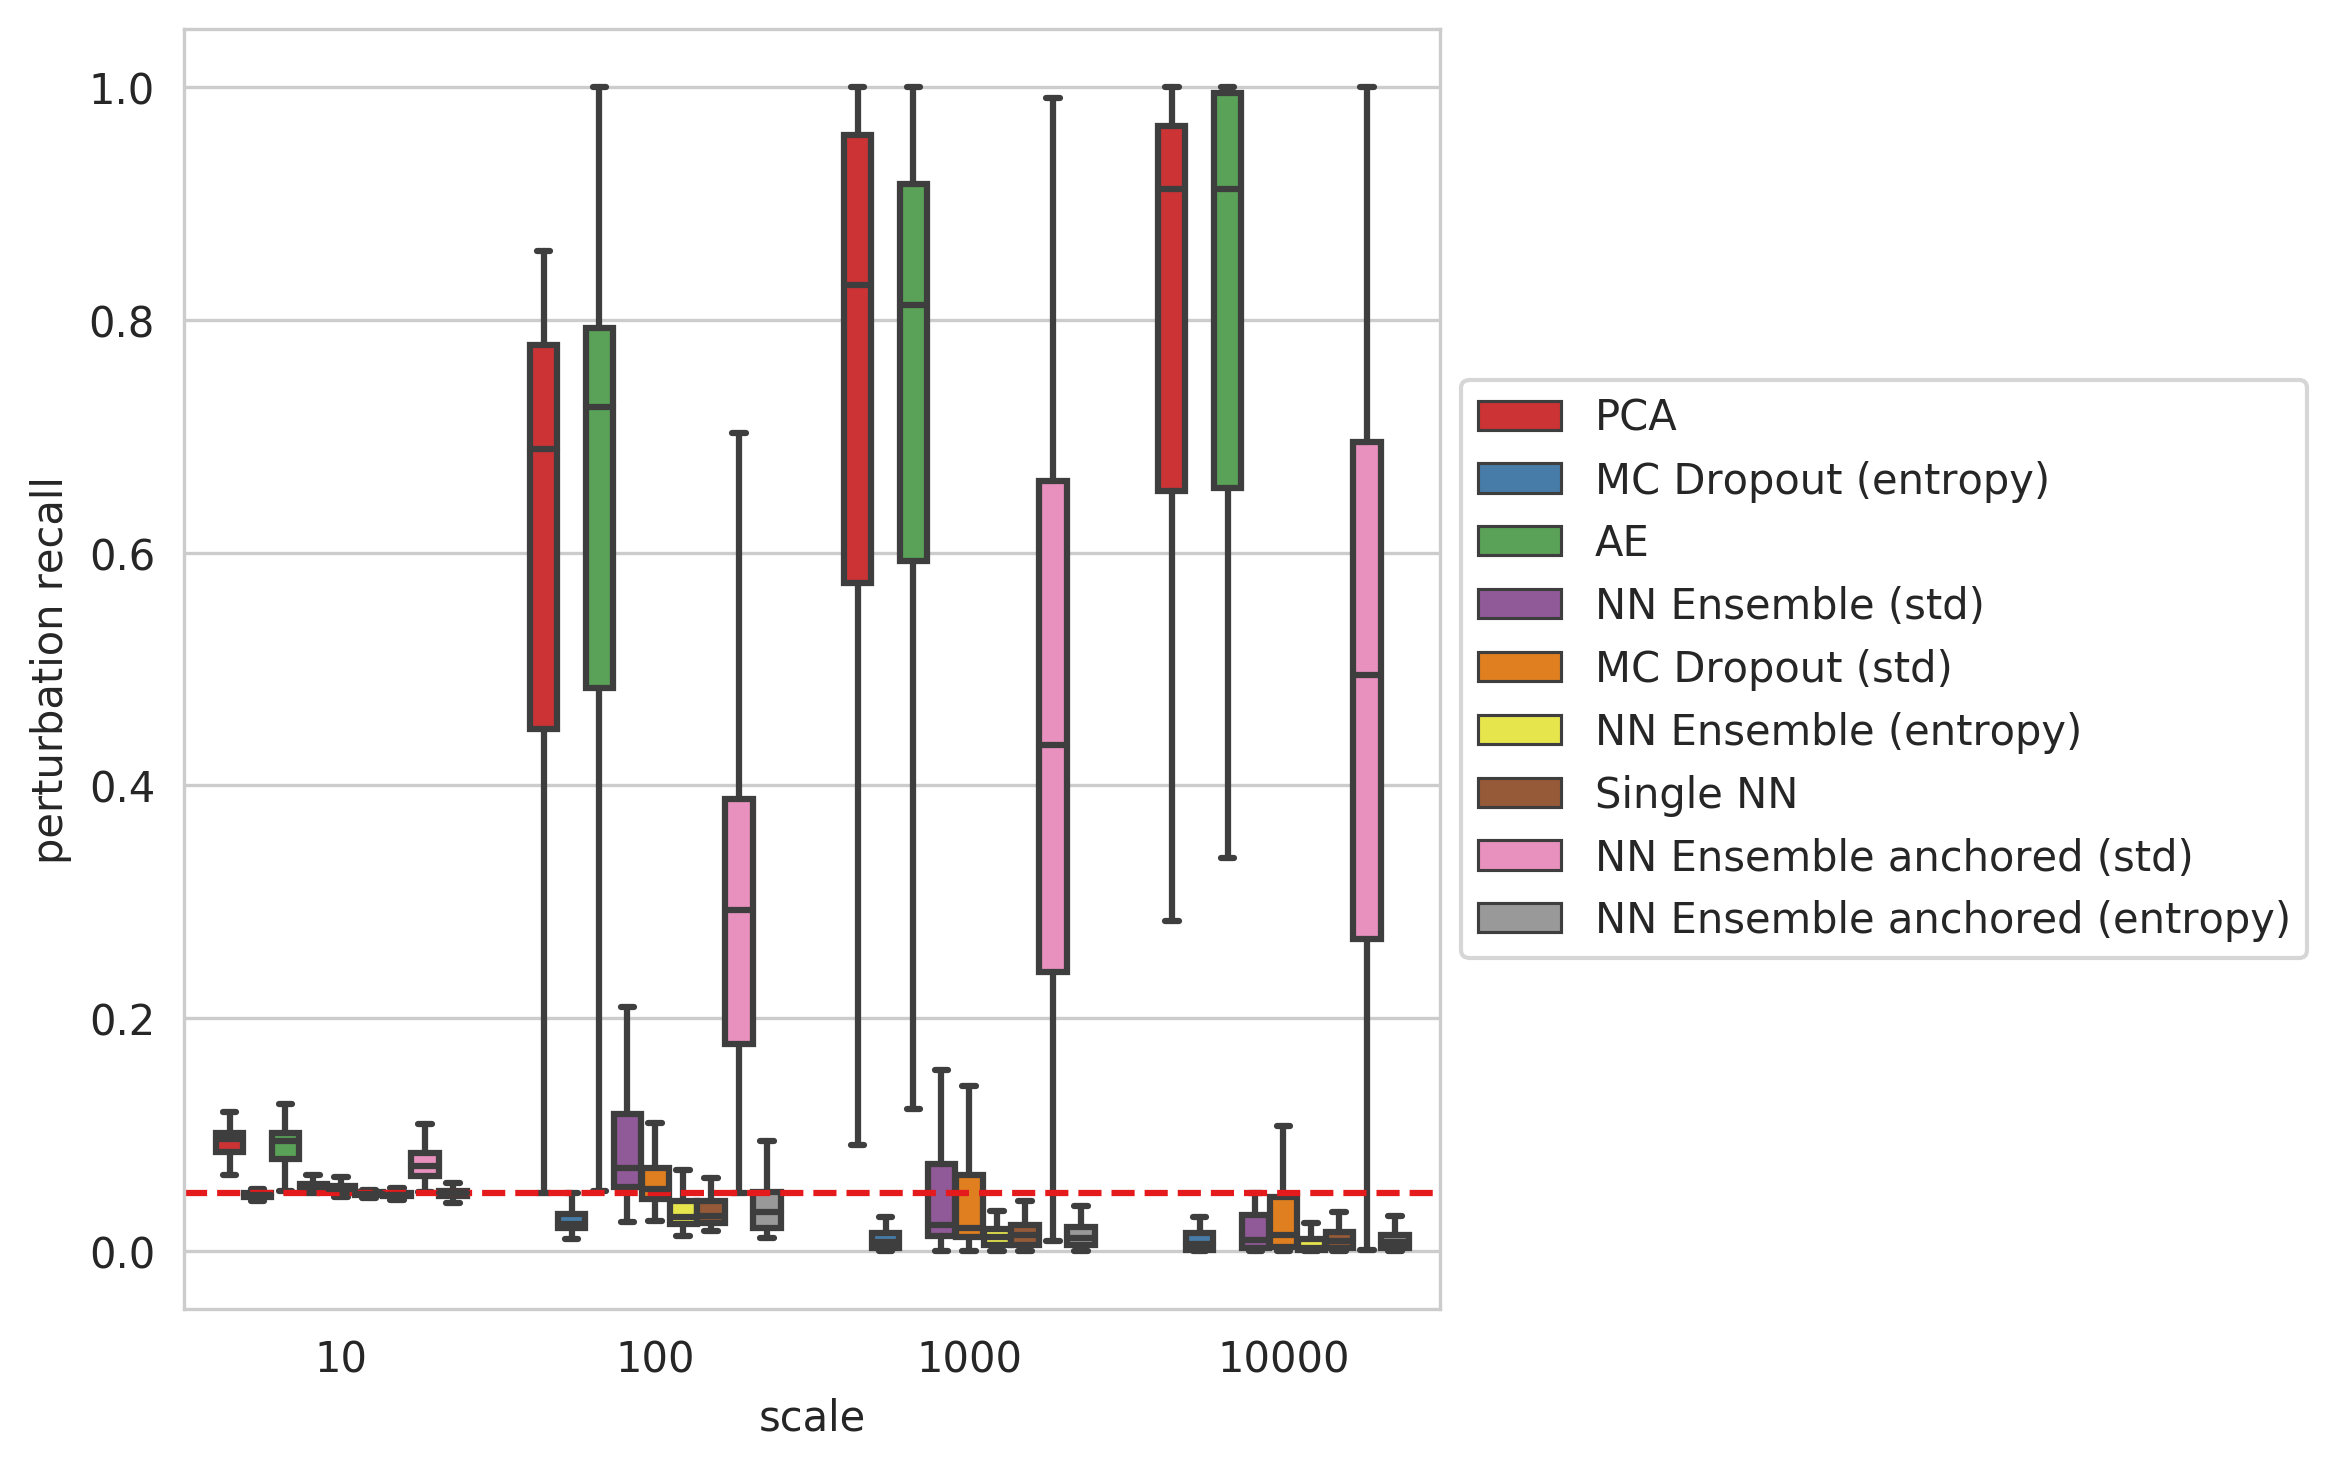 perturbation recall
1.0
0.8
0.6
0.4
0.2
0.0
10
100
1000
10000
scale
PCA
MC Dropout (entropy)
AE
NN Ensemble (std)
MC Dropout (std)
NN Ensemble (entropy)
Single NN
NN Ensemble anchored (std)
NN Ensemble anchored (entropy)